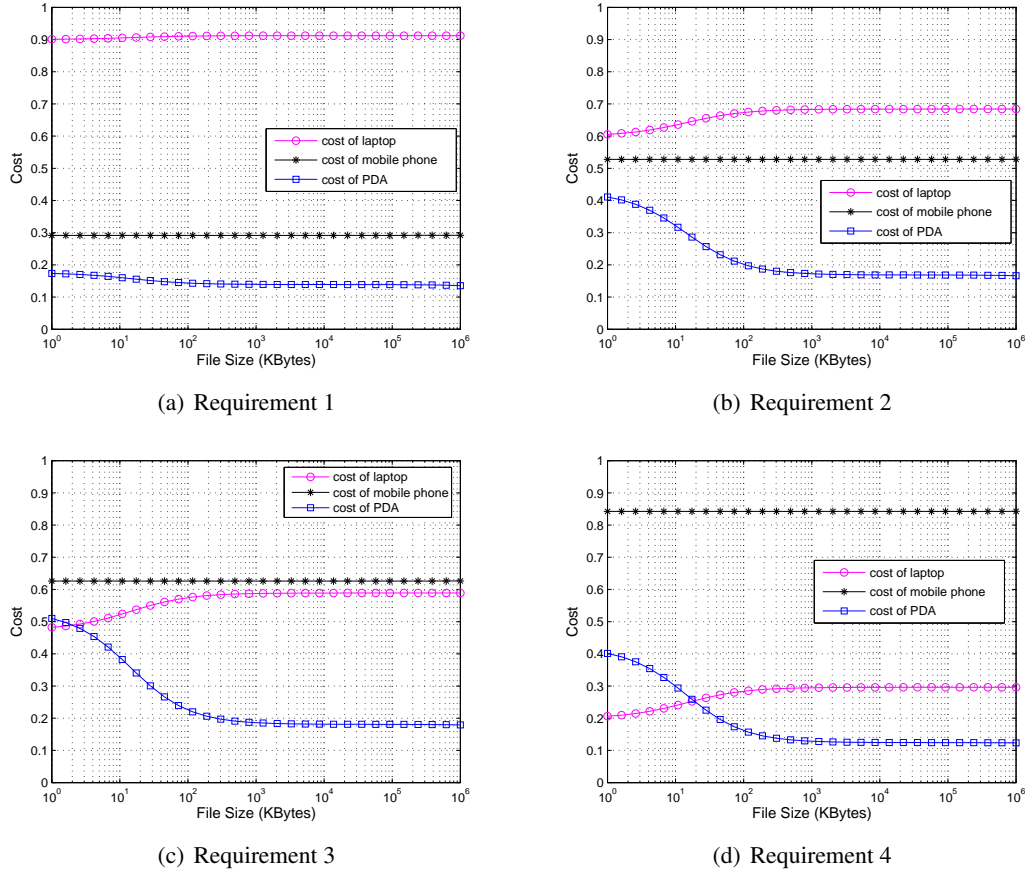 1
0.9
0.8
0.7
0.6
0.5
0.4
0.3
0.2
0.1
0
Cost
cost of laptop
cost of mobile phone
cost of PDA
10^0 10^1 10^2 10^3 10^4 10^5 10^6
File Size (KBytes)
(a) Requirement 1
1
0.9
0.8
0.7
0.6
0.5
0.4
0.3
0.2
0.1
0
Cost
cost of laptop
cost of mobile phone
cost of PDA
10^0 10^1 10^2 10^3 10^4 10^5 10^6
File Size (KBytes)
(b) Requirement 2
1
0.9
0.8
0.7
0.6
0.5
0.4
0.3
0.2
0.1
0
Cost
cost of laptop
cost of mobile phone
cost of PDA
10^0 10^1 10^2 10^3 10^4 10^5 10^6
File Size (KBytes)
(c) Requirement 3
1
0.9
0.8
0.7
0.6
0.5
0.4
0.3
0.2
0.1
0
Cost
cost of laptop
cost of mobile phone
cost of PDA
10^0 10^1 10^2 10^3 10^4 10^5 10^6
File Size (KBytes)
(d) Requirement 4